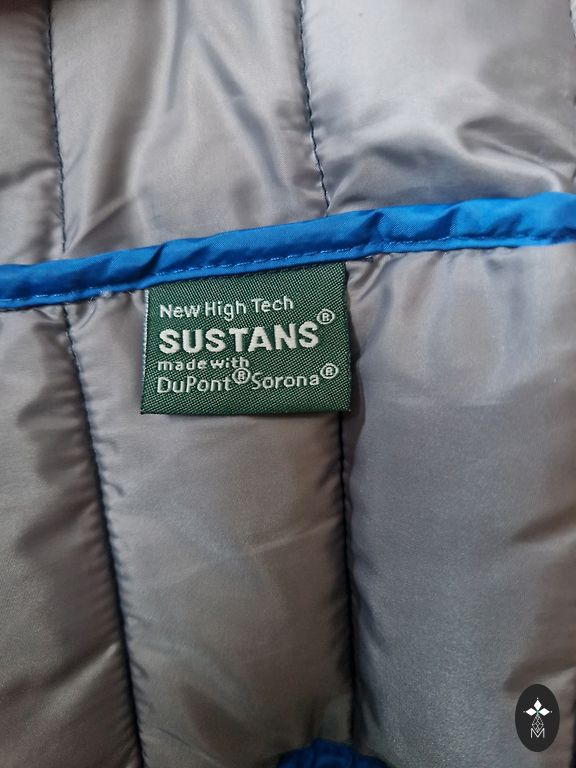 New High Tech
SUSTANS®
made with
DuPont® Sorona®
M